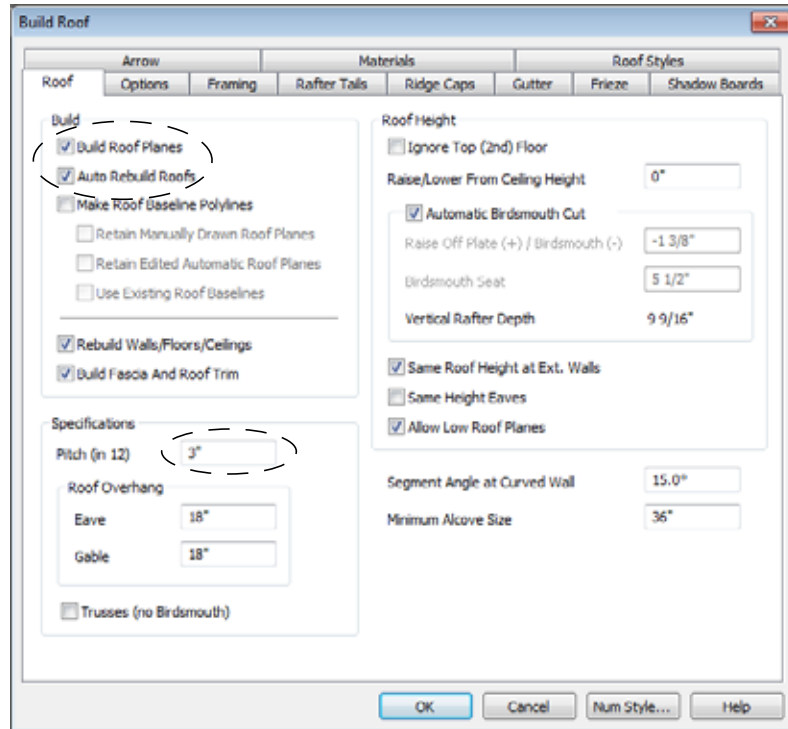 Build Roof
Arrow Materials Roof Styles
Roof Options Framing Rafter Tails Ridge Caps Gutter Frieze Shadow Boards
Build
Build Roof Planes
Auto Rebuild Roofs
Make Roof Baseline Polylines
Retain Manually Drawn Roof Planes
Retain Edited Automatic Roof Planes
Use Existing Roof Baselines
Rebuild Walls/Floors/Ceilings
Build Fascia And Roof Trim
Specifications
Pitch (in 12) 3"
Roof Overhang
Eave 18"
Gable 18"
Trusses (no Birdsmouth)
Roof Height
Ignore Top (2nd) Floor
Raise/Lower From Ceiling Height 0"
Automatic Birdsmouth Cut
Raise Off Plate (+) / Birdsmouth (-) -1 3/8"
Birdsmouth Seat 5 1/2"
Vertical Rafter Depth 9 9/16"
Same Roof Height at Ext. Walls
Same Height Eaves
Allow Low Roof Planes
Segment Angle at Curved Wall 15.0°
Minimum Alcove Size 36"
OK Cancel Num Style... Help